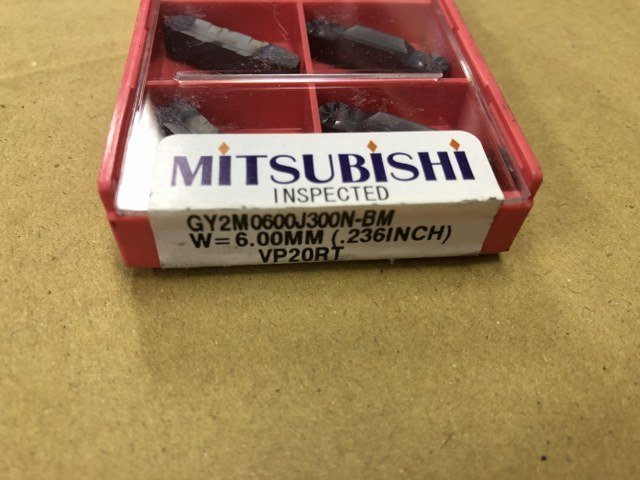 MITSUBISHI
INSPECTED
GY2M0600J300N-BM
W=6.00MM (.236INCH)
VP20RT